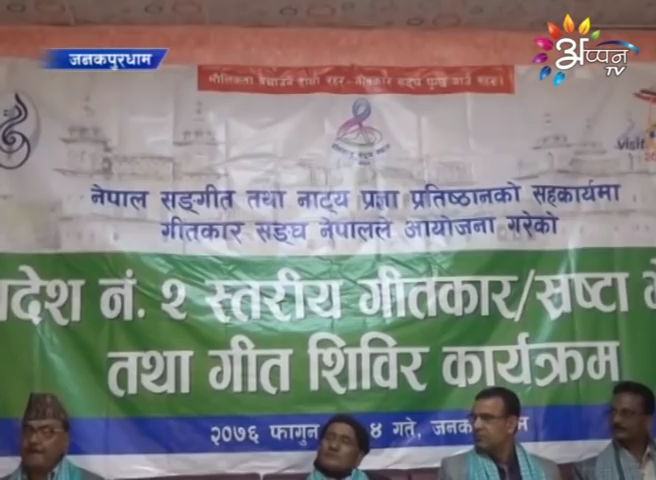 जनकपुरधाम
अप्पन
TV
नेपाल सङ्गीत तथा नाट्य प्रज्ञा प्रतिष्ठानको सहकार्यमा
गीतकार सङ्घ नेपालले आयोजना गरेको
देश नं. २ स्तरीय गीतकार/स्रष्टा भे
तथा गीत शिविर कार्यक्रम
२०७६ फागुन ४ गते, जनक
visit